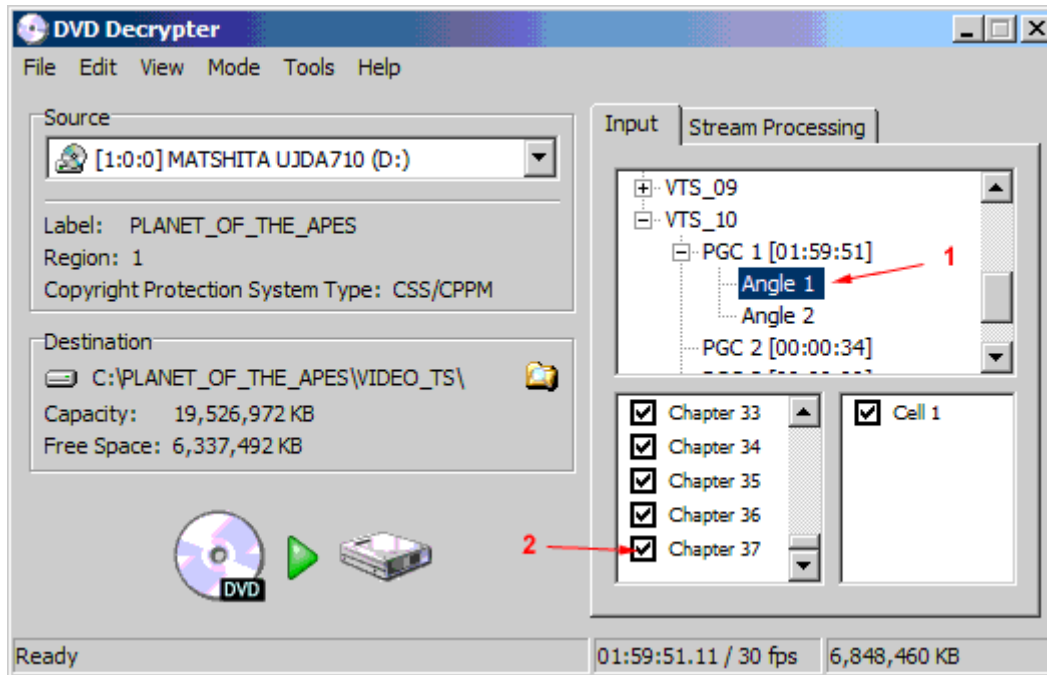 DVD Decrypter
File Edit View Mode Tools Help
Source
[1:0:0] MATSHITA UJDA710 (D:)
Label: PLANET_OF_THE_APES
Region: 1
Copyright Protection System Type: CSS/CPPM
Destination
C:\PLANET_OF_THE_APES\VIDEO_TS\
Capacity: 19,526,972 KB
Free Space: 6,337,492 KB
DVD
Input Stream Processing
VTS_09
VTS_10
PGC 1 [01:59:51]
1
Angle 1
Angle 2
PGC 2 [00:00:34]
Chapter 33
Chapter 34
Chapter 35
Chapter 36
2
Chapter 37
Cell 1
Ready
01:59:51.11 / 30 fps
6,848,460 KB